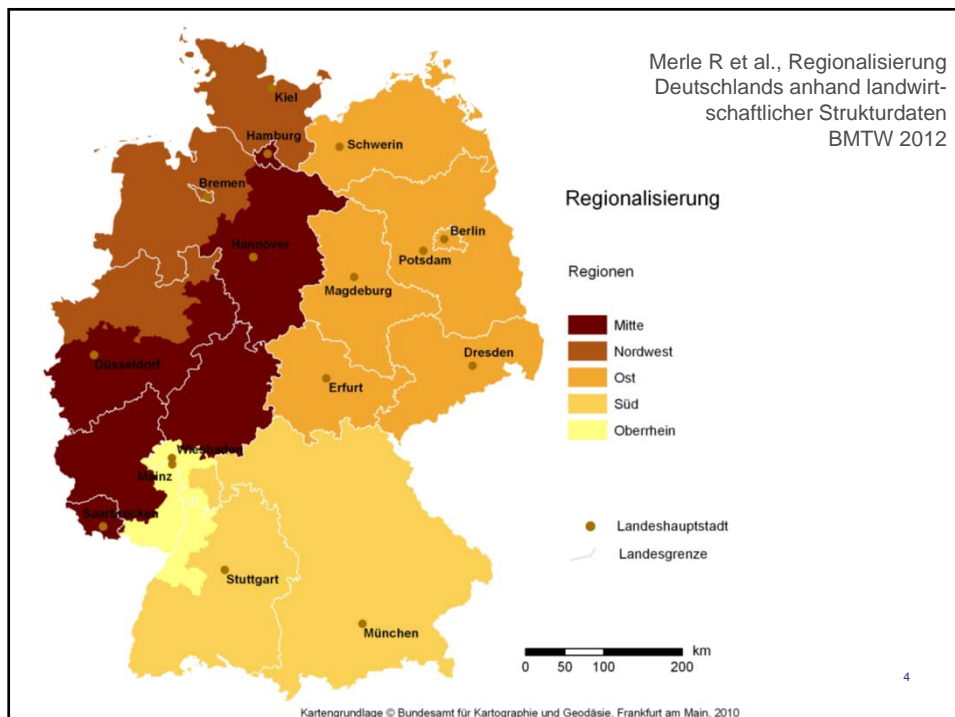 Merle R et al., Regionalisierung
Deutschlands anhand landwirt-
schaftlicher Strukturdaten
BMTW 2012
Kiel
Hamburg
Schwerin
Bremen
Berlin
Hannover
Potsdam
Magdeburg
Düsseldorf
Dresden
Erfurt
Wiesbaden
Mainz
Saarbrücken
Stuttgart
München
Regionalisierung
Regionen
Mitte
Nordwest
Ost
Süd
Oberrhein
Landeshauptstadt
Landesgrenze
km
0 50 100 200
4
Kartengrundlage © Bundesamt für Kartographie und Geodäsie, Frankfurt am Main, 2010